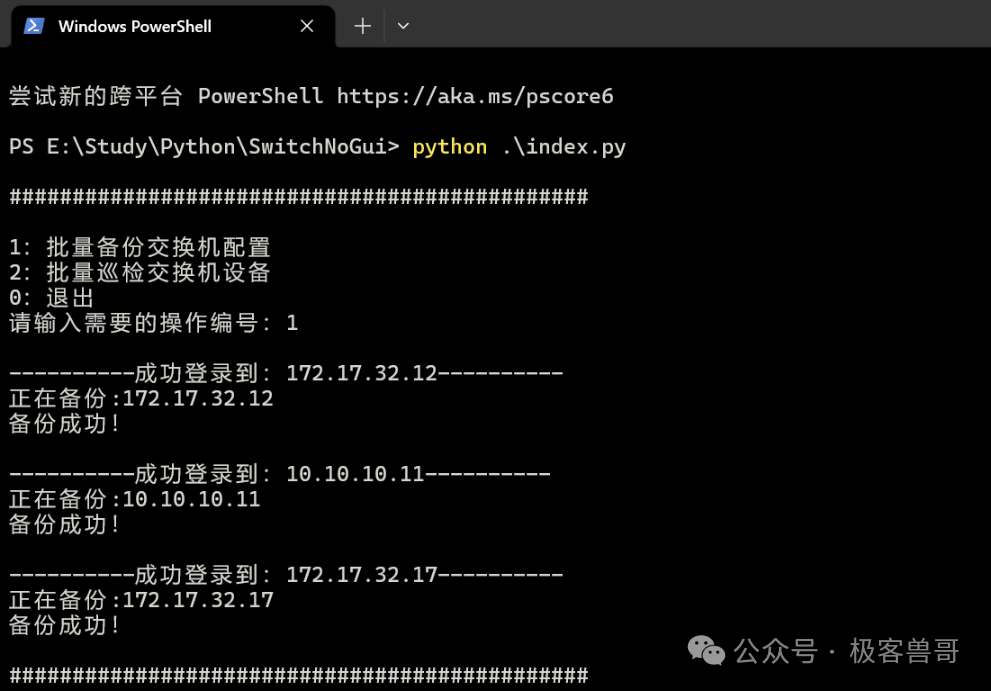 Windows PowerShell
尝试新的跨平台 PowerShell https://aka.ms/pscore6
PS E:\Study\Python\SwitchNoGui> python .\index.py
##############################################
1: 批量备份交换机配置
2: 批量巡检交换机设备
0: 退出
请输入需要的操作编号: 1
----------成功登录到: 172.17.32.12----------
正在备份:172.17.32.12
备份成功!
----------成功登录到: 10.10.10.11----------
正在备份:10.10.10.11
备份成功!
----------成功登录到: 172.17.32.17----------
正在备份:172.17.32.17
备份成功!
##############################################
公众号 · 极客兽哥